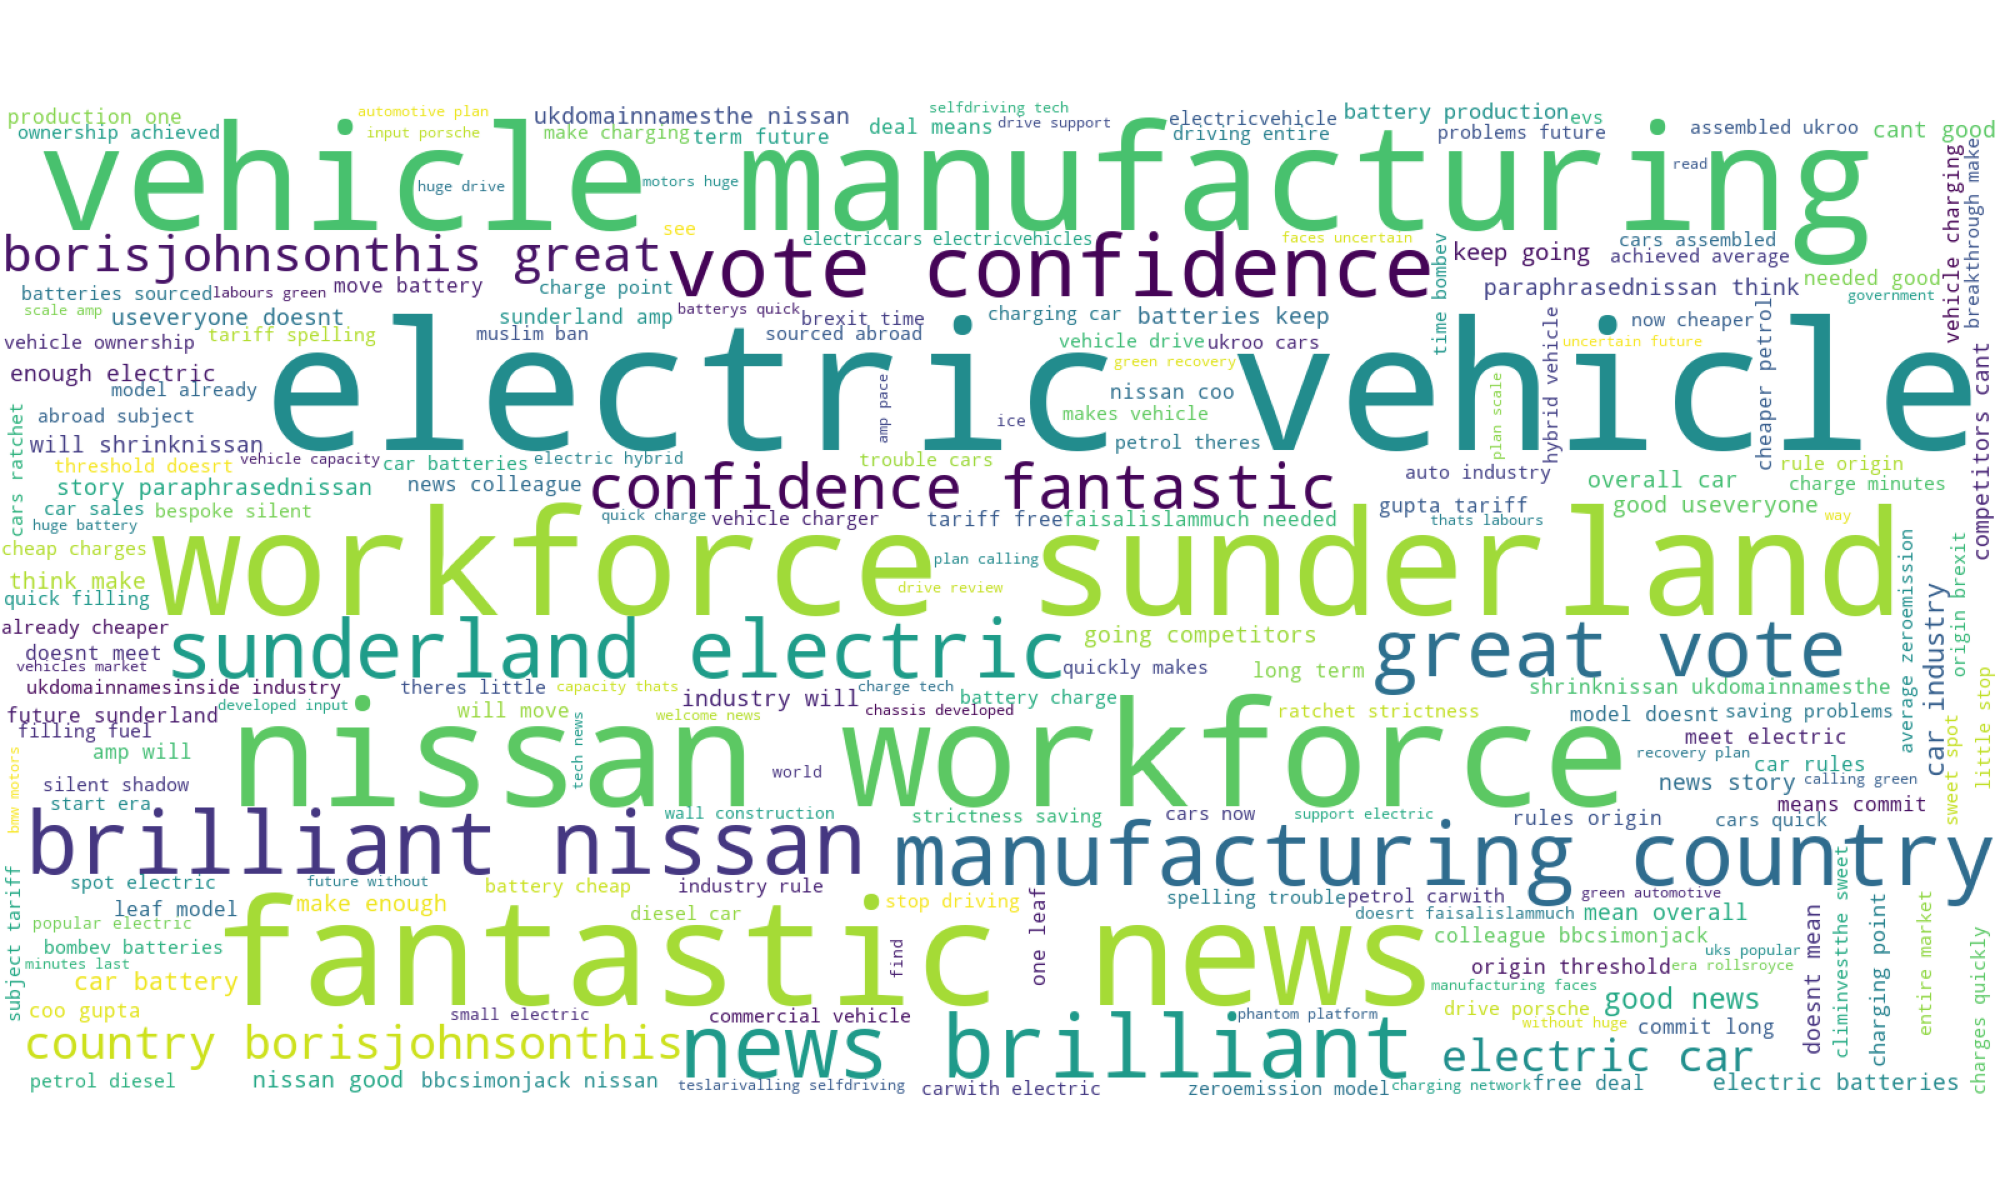 production one
automotive plan
ukdomainnamesthe nissan
selfdriving tech
electricvehicle
battery production
evs
ownership achieved
input porsche
make charging
term future
deal means
drive support
driving entire
problems future
assembled ukroo
cant good
vehicle manufacturing
huge drive
motors huge
read
vehicle charging
breakthrough make
borisjohnsonthis great
see
vote confidence
electriccars electricvehicles
faces uncertain
time bombev
keep going
cars assembled
achieved average
batteries sourced
labours green
move battery
charge point
paraphrasednissan think
needed good
government
scale amp
useveryone doesnt
sunderland amp
batterys quick
brexit time
charging car
batteries keep
now cheaper
vehicle ownership
tariff spelling
muslim ban
sourced abroad
vehicle drive
ukroo cars
hybrid vehicle
uncertain future
cheaper petrol
competitors cant
electric vehicle
enough electric
model already
green recovery
nissan coo
amp pace
plan scale
abroad subject
ice
makes vehicle
petrol theres
cars ratchet
will shrinknissan
threshold doesrt
vehicle capacity
car batteries
electric hybrid
trouble cars
auto industry
rule origin
story paraphrasednissan
news colleague
confidence fantastic
overall car
charge minutes
car sales
bespoke silent
gupta tariff
good useveryone
huge battery
quick charge
vehicle charger
tariff free
faisalislammuch needed
thats labours
way
workforce sunderland
cheap charges
plan calling
think make
drive review
quick filling
average zeroemission
origin brexit
already cheaper
sunderland electric
going competitors
great vote
car industry
doesnt meet
vehicles market
quickly makes
long term
little stop
ukdomainnamesinside industry
theres little
capacity thats
industry will
charge tech
battery charge
shrinknissan ukdomainnamesthe
future sunderland
developed input
will move
welcome news
chassis developed
ratchet strictness
model doesnt
saving problems
filling fuel
nissan workforce
tech news
meet electric
sweet spot
amp will
recovery plan
car rules
bmw motors
silent shadow
world
news story
calling green
start era
means commit
brilliant nissan
wall construction
strictness saving
cars now
support electric
rules origin
cars quick
manufacturing country
subject tariff
spot electric
future without
battery cheap
industry rule
climinvestthe sweet
leaf model
make enough
diesel car
stop driving
one leaf
spelling trouble
petrol carwith
green automotive
doesrt faisalislammuch
mean overall
doesnt mean
charging point
entire market
popular electric
fantastic news
find
colleague bbcsimonjack
bombev batteries
uks popular
minutes last
origin threshold
era rollsroyce
charges quickly
car battery
manufacturing faces
coo gupta
small electric
commercial vehicle
phantom platform
drive porsche
good news
without huge
commit long
country borisjohnsonthis
news brilliant
electric car
petrol diesel
nissan good
bbcsimonjack nissan
teslarivalling selfdriving
carwith electric
zeroemission model
charging network
free deal
electric batteries